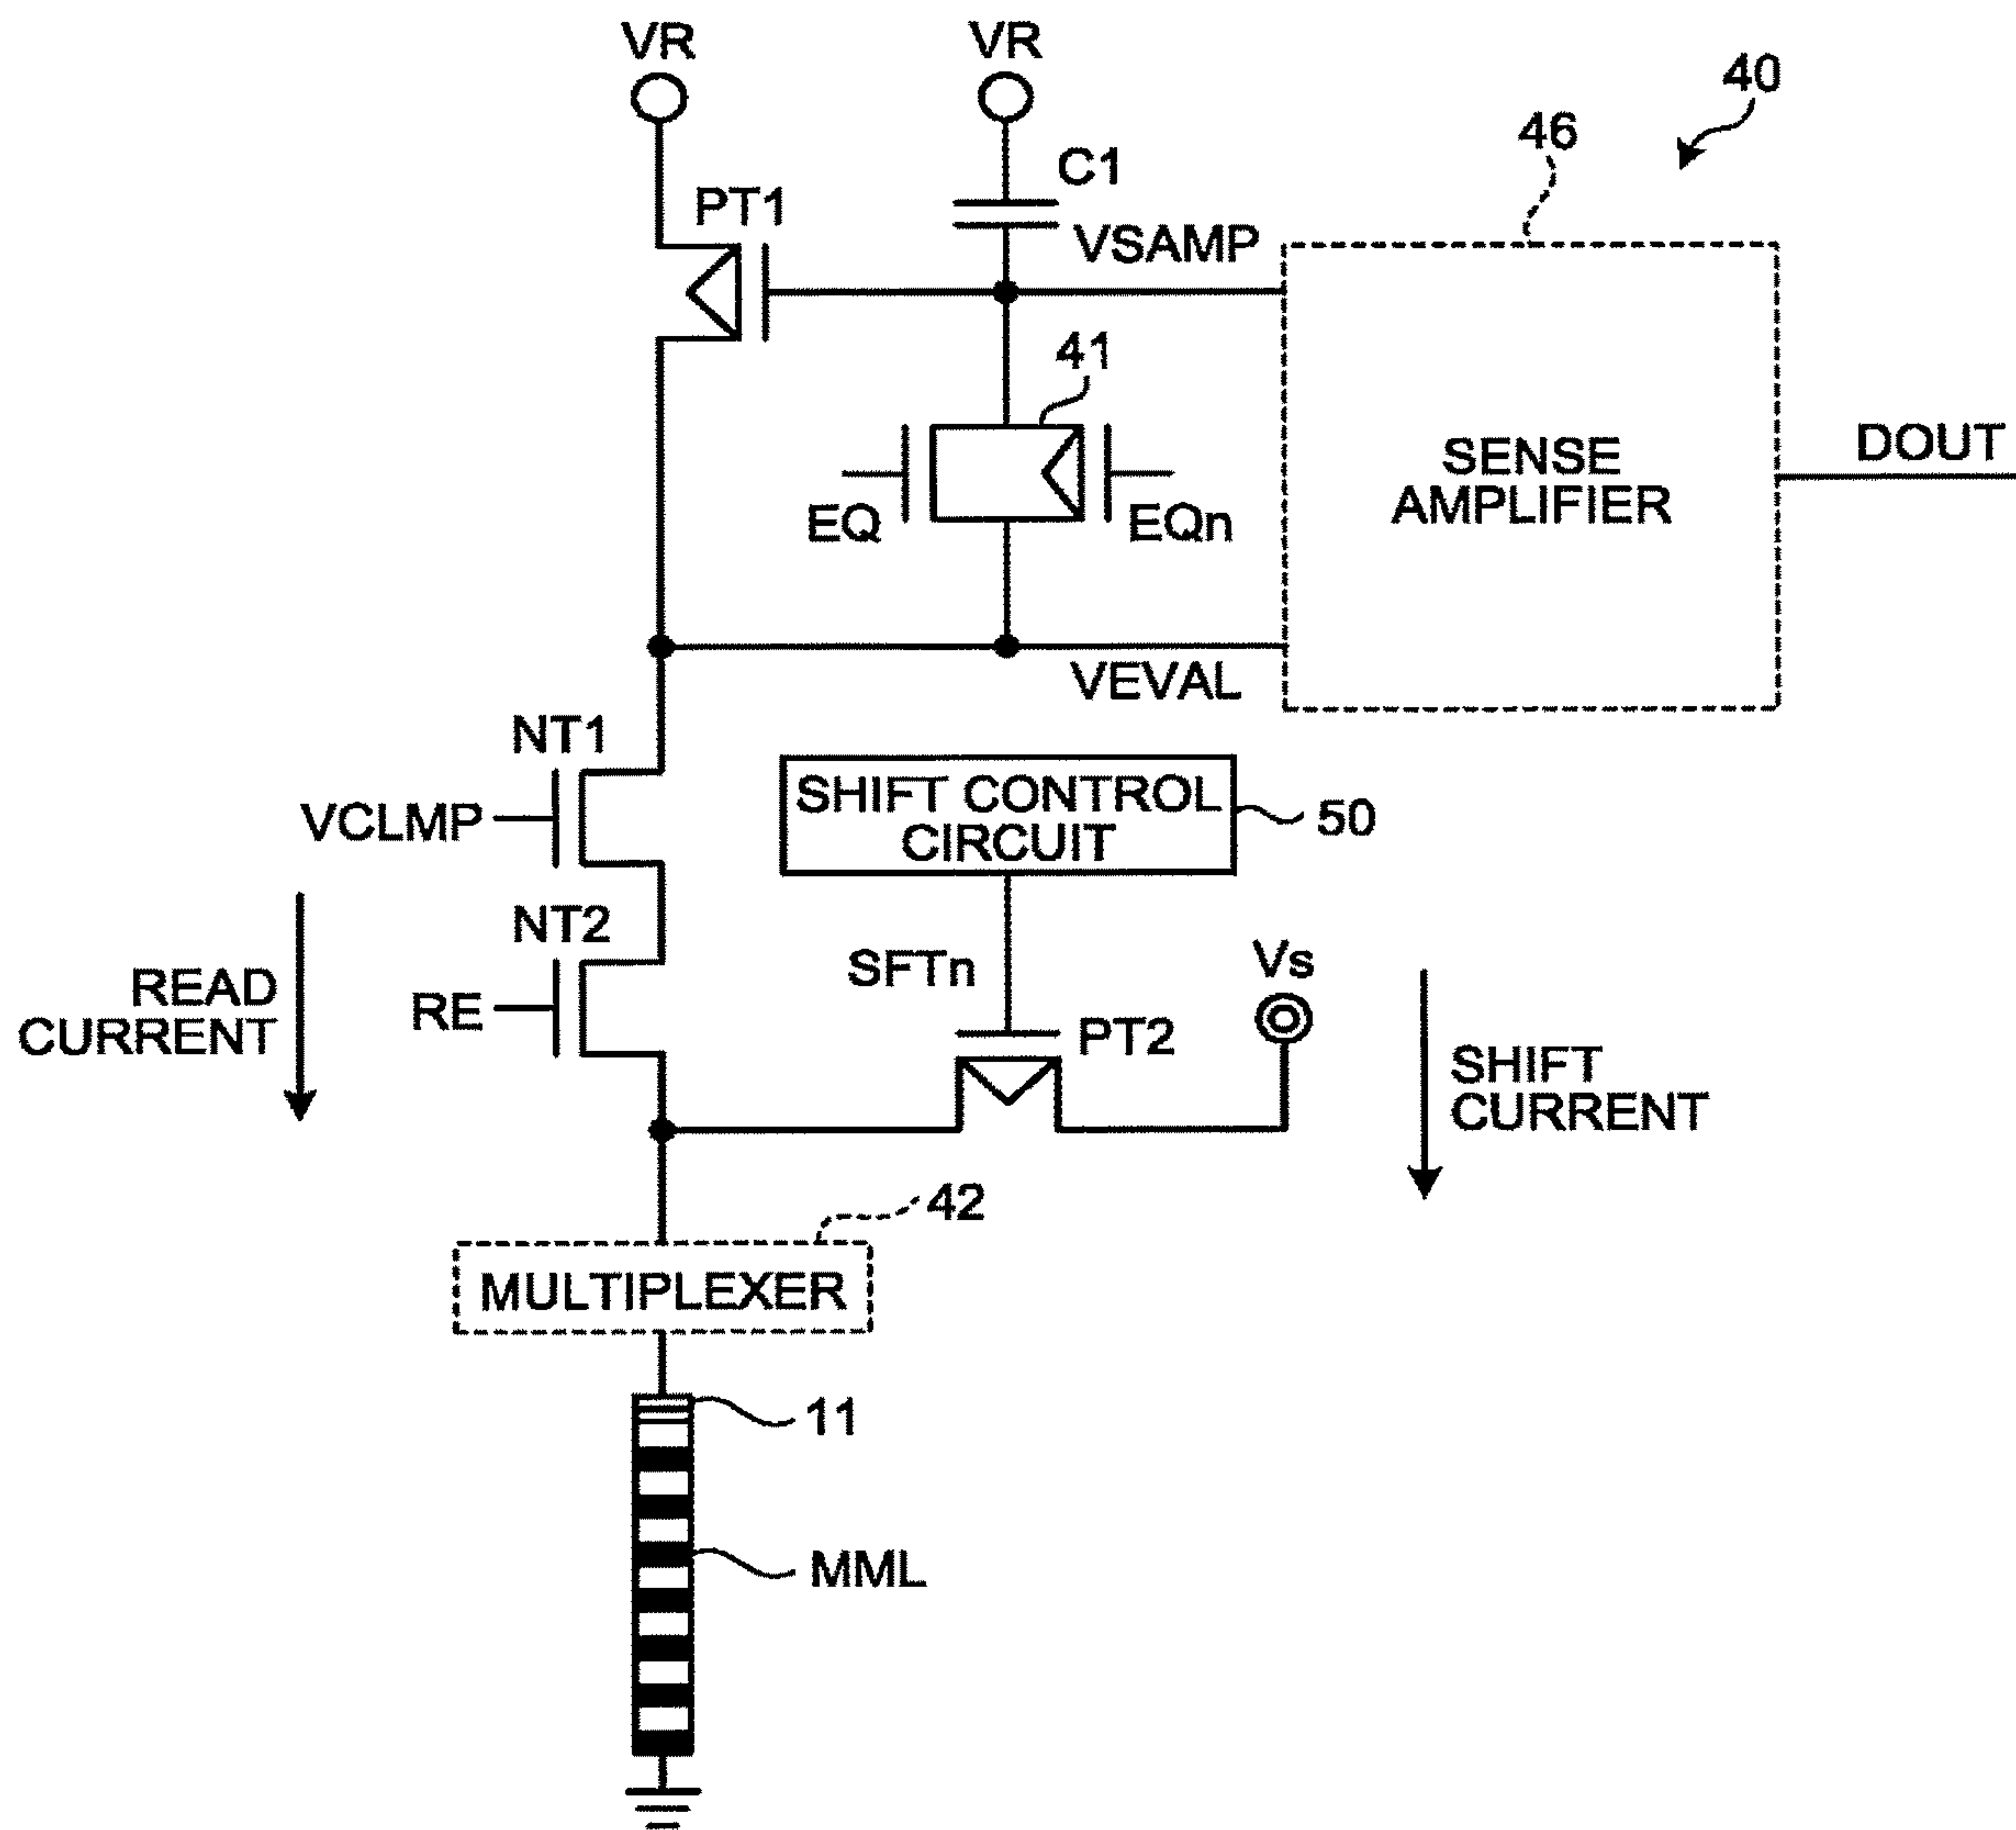 VR
VR
40
46
C1
PT1
VSAMP
41
SENSE
AMPLIFIER
DOUT
EQ
EQn
VEVAL
NT1
SHIFT CONTROL
CIRCUIT
50
VCLMP
NT2
SFTn
Vs
READ
CURRENT
RE
PT2
SHIFT
CURRENT
42
MULTIPLEXER
11
MML